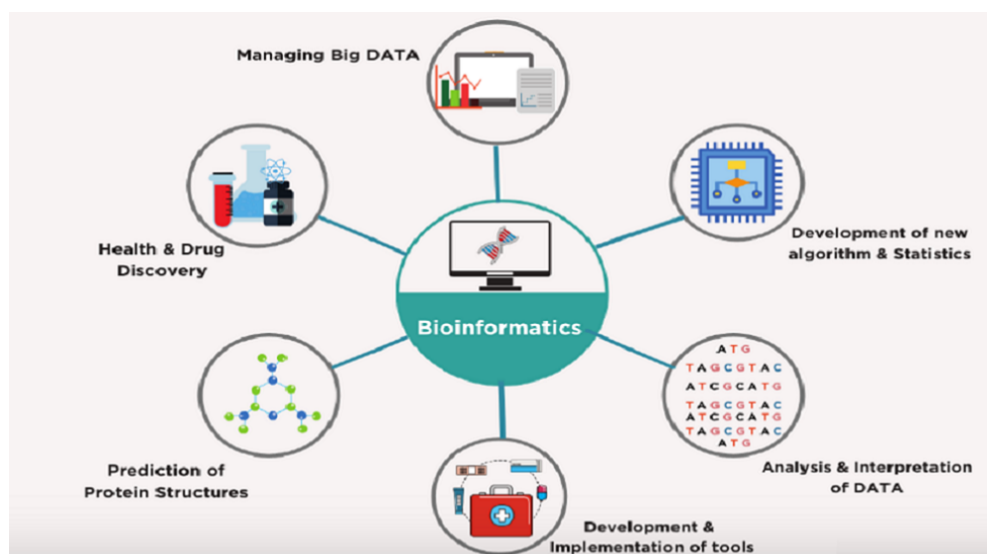 Managing Big DATA
Health & Drug
Discovery
Development of new
algorithm & Statistics
Bioinformatics
ATG
TAGCGTAC
ATCGCATG
TAGCGTAC
ATCGCATG
TAGCGTAC
ATG
Prediction of
Protein Structures
Analysis & Interpretation
of DATA
Development &
Implementation of tools